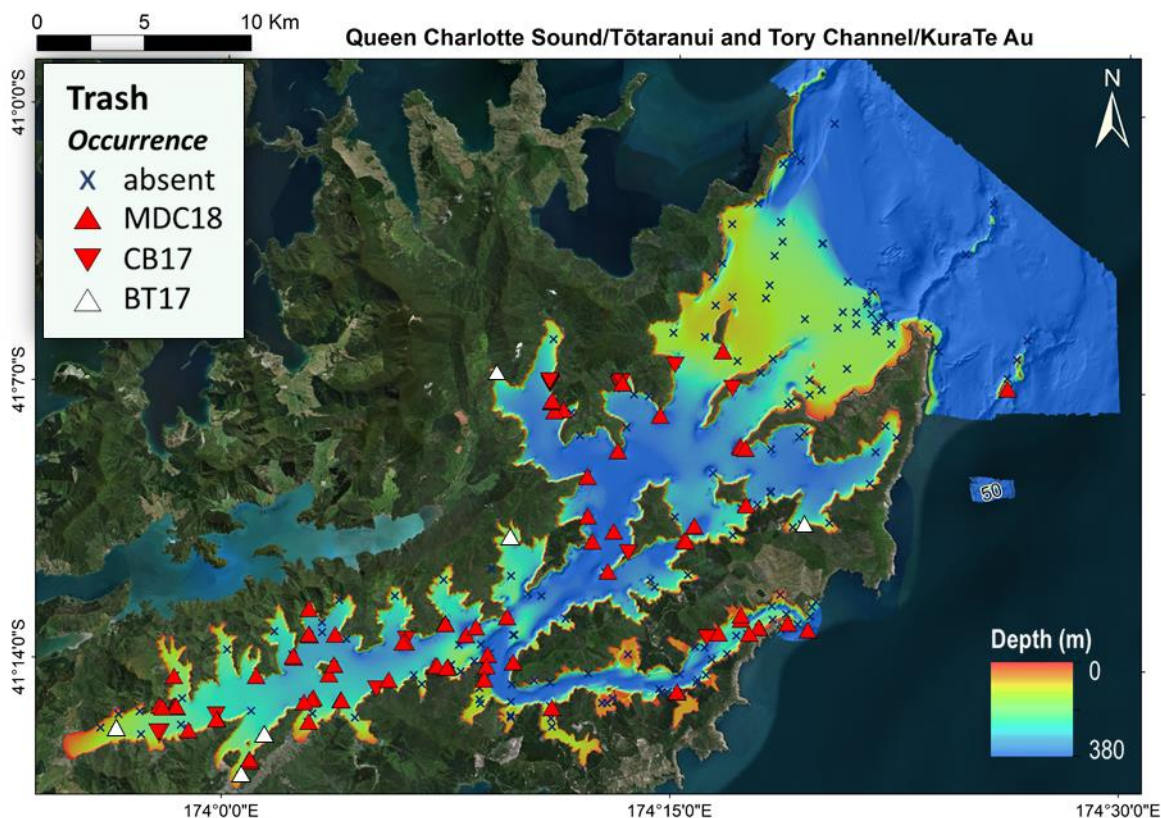 0 5 10 Km
Queen Charlotte Sound/Tōtaranui and Tory Channel/KuraTe Au
Trash
Occurrence
absent
MDC18
CB17
BT17
N
41°0'0"S
41°7'0"S
41°14'0"S
50
Depth (m)
0
380
174°0'0"E 174°15'0"E 174°30'0"E